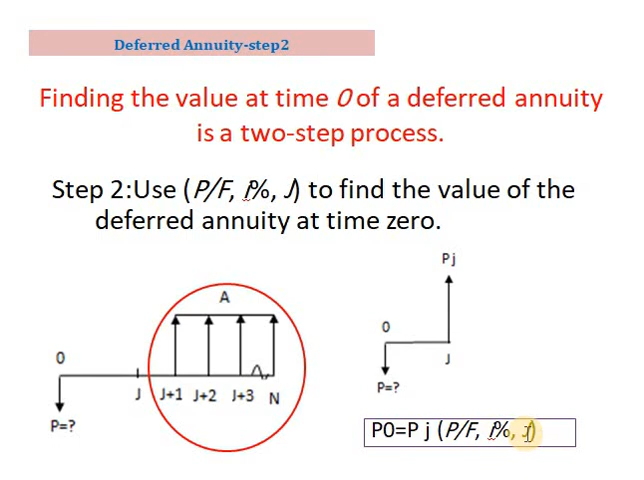 Deferred Annuity-step2
Finding the value at time 0 of a deferred annuity
is a two-step process.
Step 2:Use (P/F, i%, J) to find the value of the
deferred annuity at time zero.
Pj
A
0
0
J
J
J+1 J+2 J+3 N
P=?
P=?
P0=P j (P/F, i%, J)